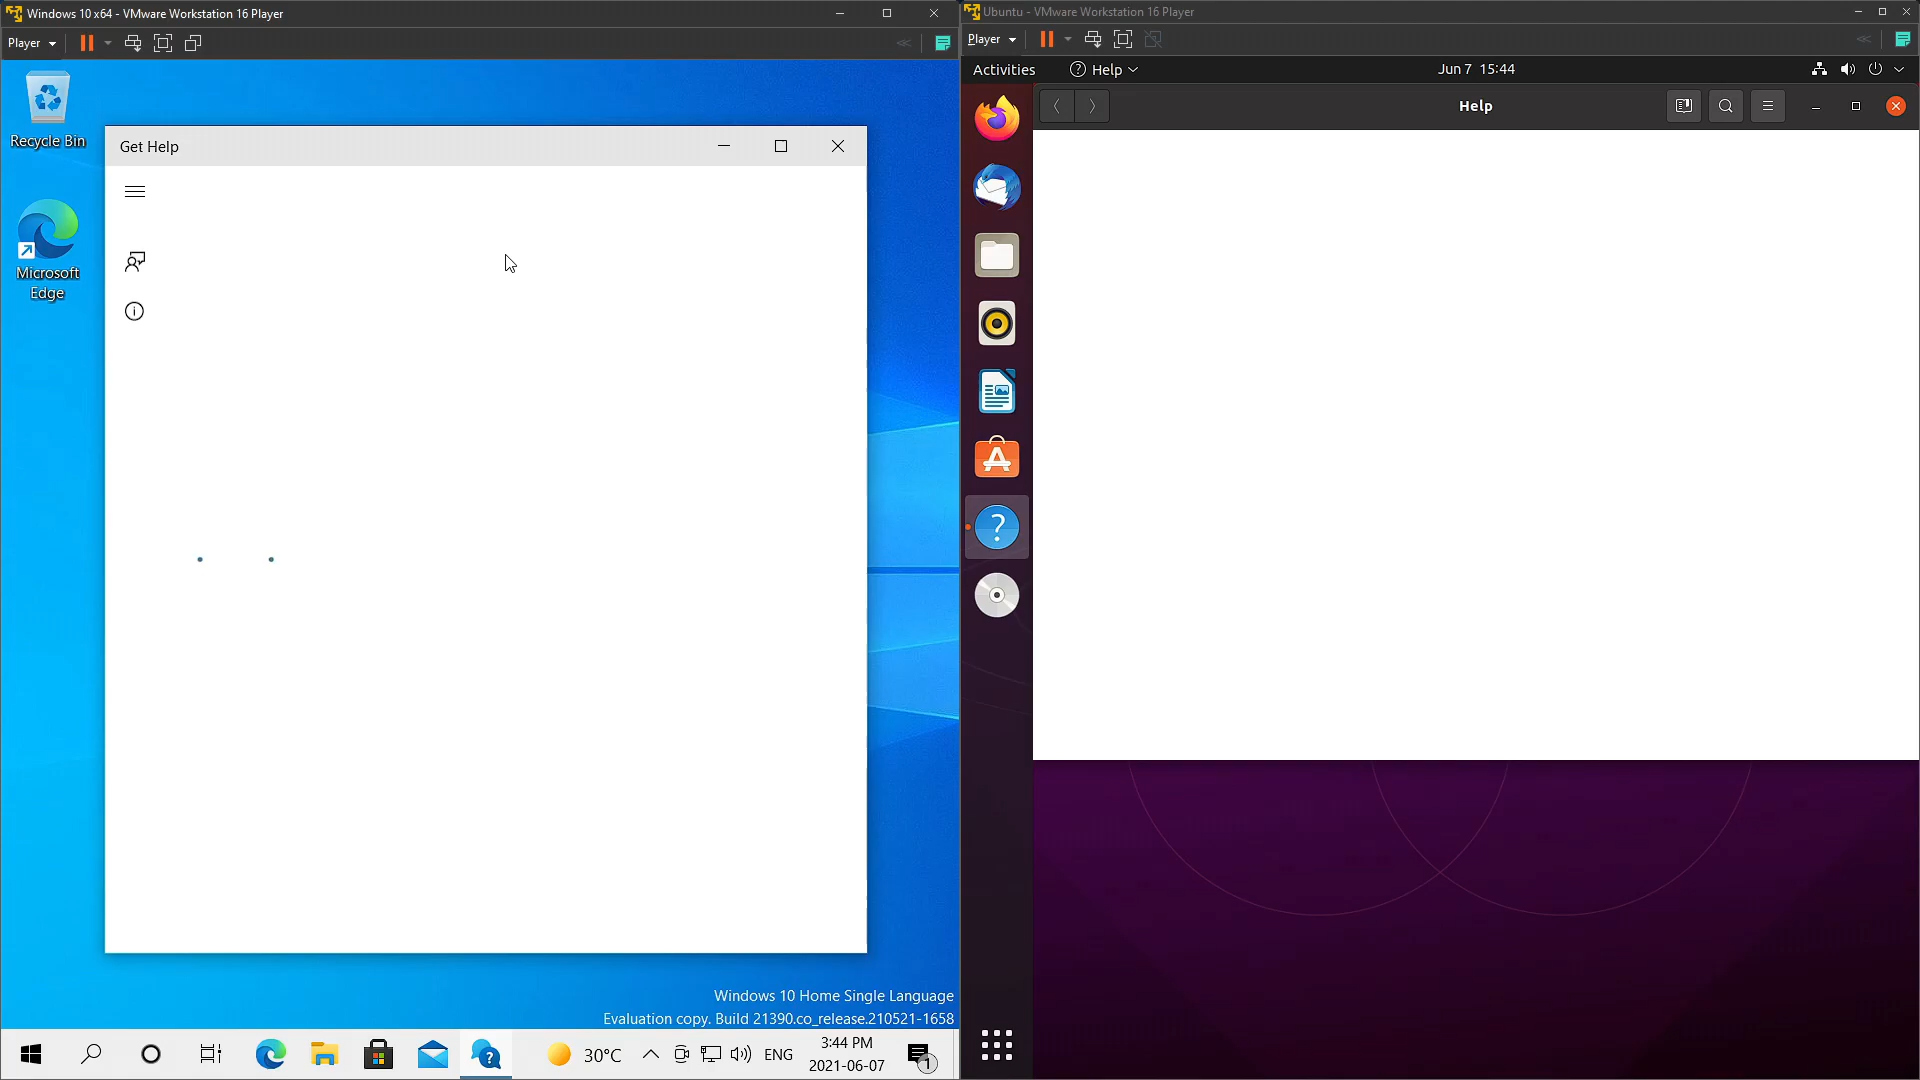 Windows 10 x64 - VMware Workstation 16 Player
Player
Recycle Bin
Microsoft
Edge
Get Help
Windows 10 Home Single Language
Evaluation copy. Build 21390.co_release.210521-1658
30°C
ENG
3:44 PM
2021-06-07
1
Ubuntu - VMware Workstation 16 Player
Player
Activities
Help
Jun 7 15:44
Help